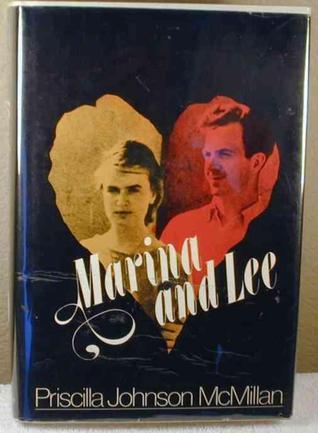 Marina
and Lee
Priscilla Johnson McMillan